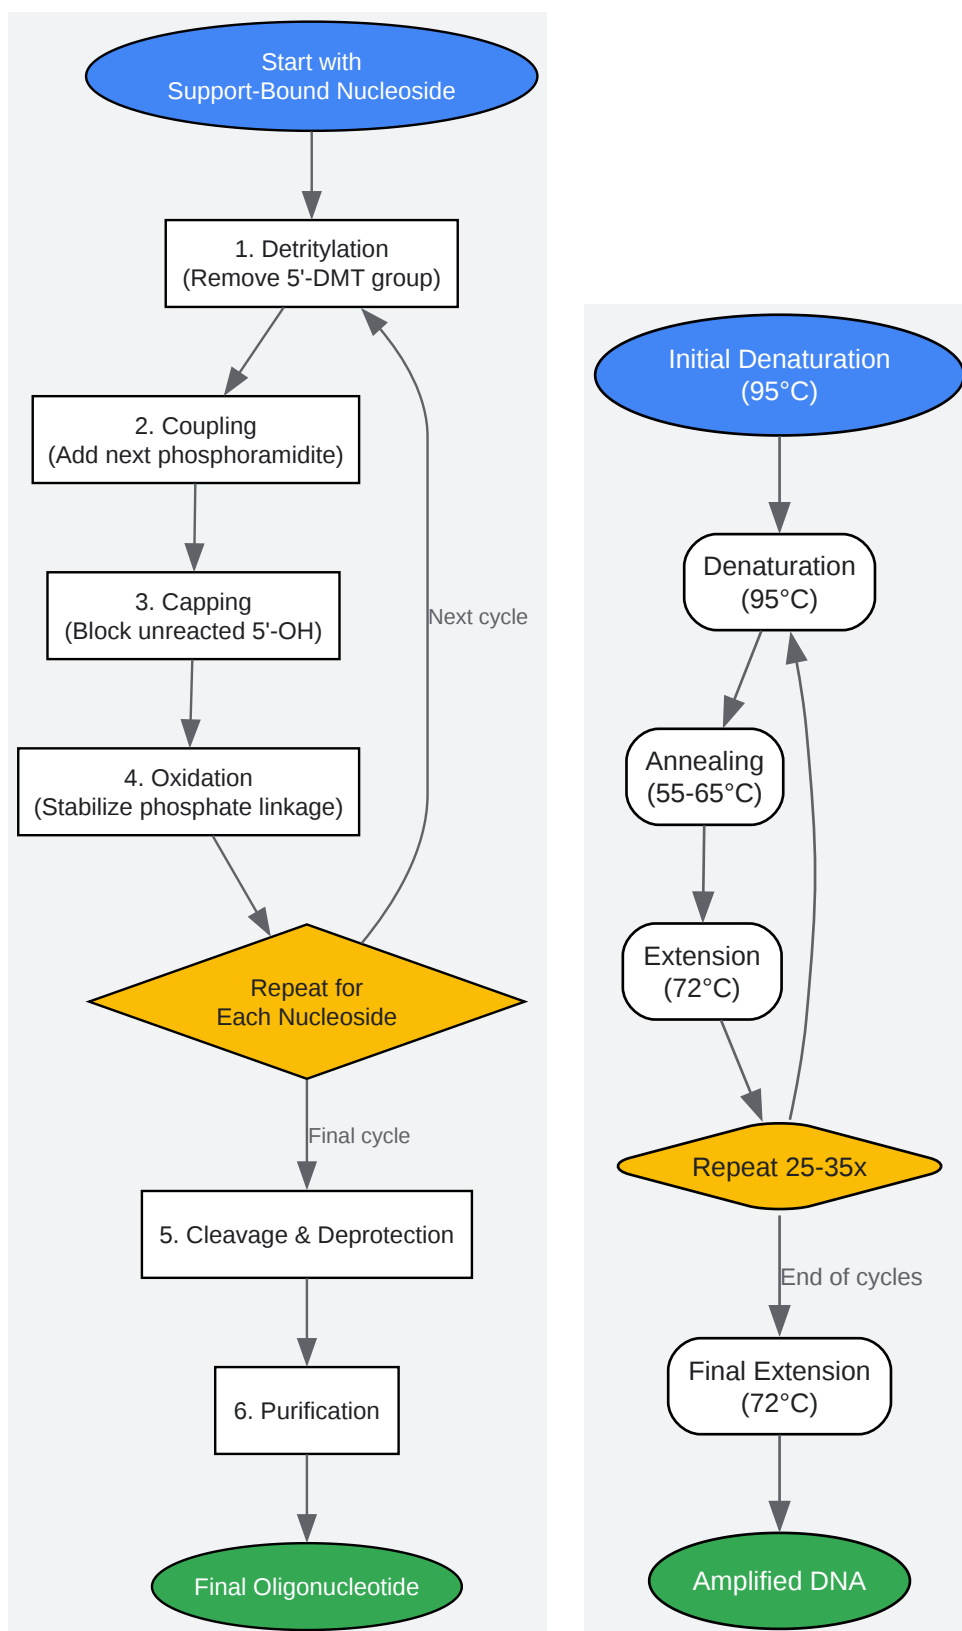 Start with
Support-Bound Nucleoside
1. Detritylation
(Remove 5'-DMT group)
2. Coupling
(Add next phosphoramidite)
3. Capping
(Block unreacted 5'-OH)
Next cycle
4. Oxidation
(Stabilize phosphate linkage)
Repeat for
Each Nucleoside
Final cycle
5. Cleavage & Deprotection
6. Purification
Final Oligonucleotide
Initial Denaturation
(95°C)
Denaturation
(95°C)
Annealing
(55-65°C)
Extension
(72°C)
Repeat 25-35x
End of cycles
Final Extension
(72°C)
Amplified DNA